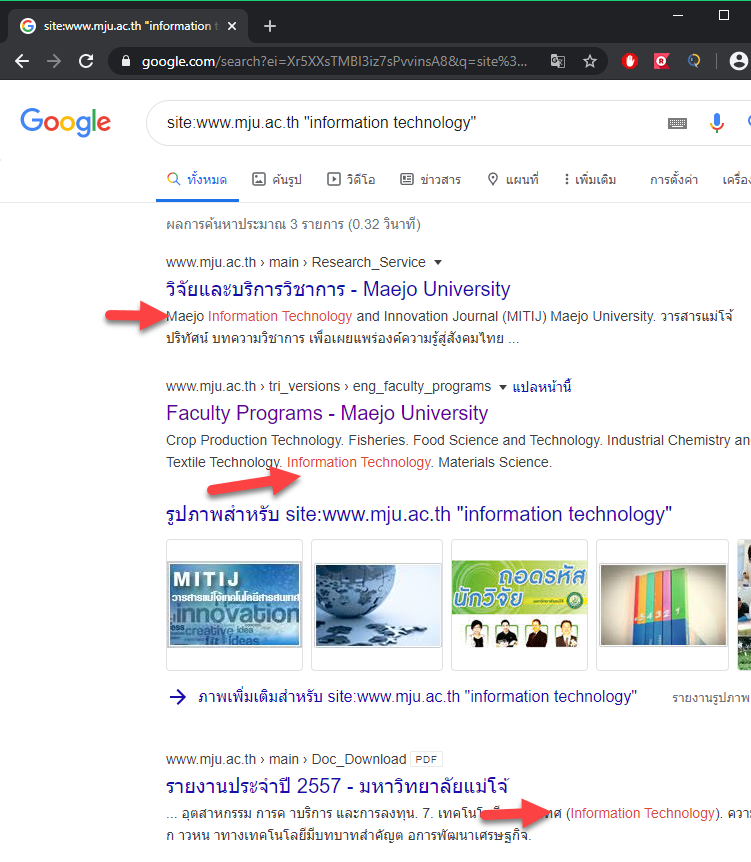 site:www.mju.ac.th "information t
google.com/search?ei=Xr5XXsTMBI3iz7sPvvinsA8&q=site%3...
Google
site:www.mju.ac.th "information technology"
ทั้งหมด ค้นรูป วิดีโอ ข่าวสาร แผนที่ เพิ่มเติม การตั้งค่า เครื่อง
ผลการค้นหาประมาณ 3 รายการ (0.32 วินาที)
www.mju.ac.th › main › Research_Service
วิจัยและบริการวิชาการ - Maejo University
Maejo Information Technology and Innovation Journal (MITIJ) Maejo University. วารสารแม่โจ้
ปริทัศน์ บทความวิชาการ เพื่อเผยแพร่องค์ความรู้สู่สังคมไทย ...
www.mju.ac.th › tri_versions › eng_faculty_programs แปลหน้านี้
Faculty Programs - Maejo University
Crop Production Technology. Fisheries. Food Science and Technology. Industrial Chemistry an
Textile Technology. Information Technology. Materials Science.
รูปภาพสำหรับ site:www.mju.ac.th "information technology"
MITIJ
วารสารแม่โจ้เทคโนโลยีสารสนเทศ
innovation
creative idea
ideas
ถอดรหัส
นักวิจัย
ภาพเพิ่มเติมสำหรับ site:www.mju.ac.th "information technology" รายงานรูปภาพ
www.mju.ac.th › main › Doc_Download PDF
รายงานประจำปี 2557 - มหาวิทยาลัยแม่โจ้
... อุตสาหกรรม การค าบริการ และการลงทุน. 7. (Information Technology). ควา
ก าวหน าทางเทคโนโลยีมีบทบาทสำคัญต อการพัฒนาเศรษฐกิจ.